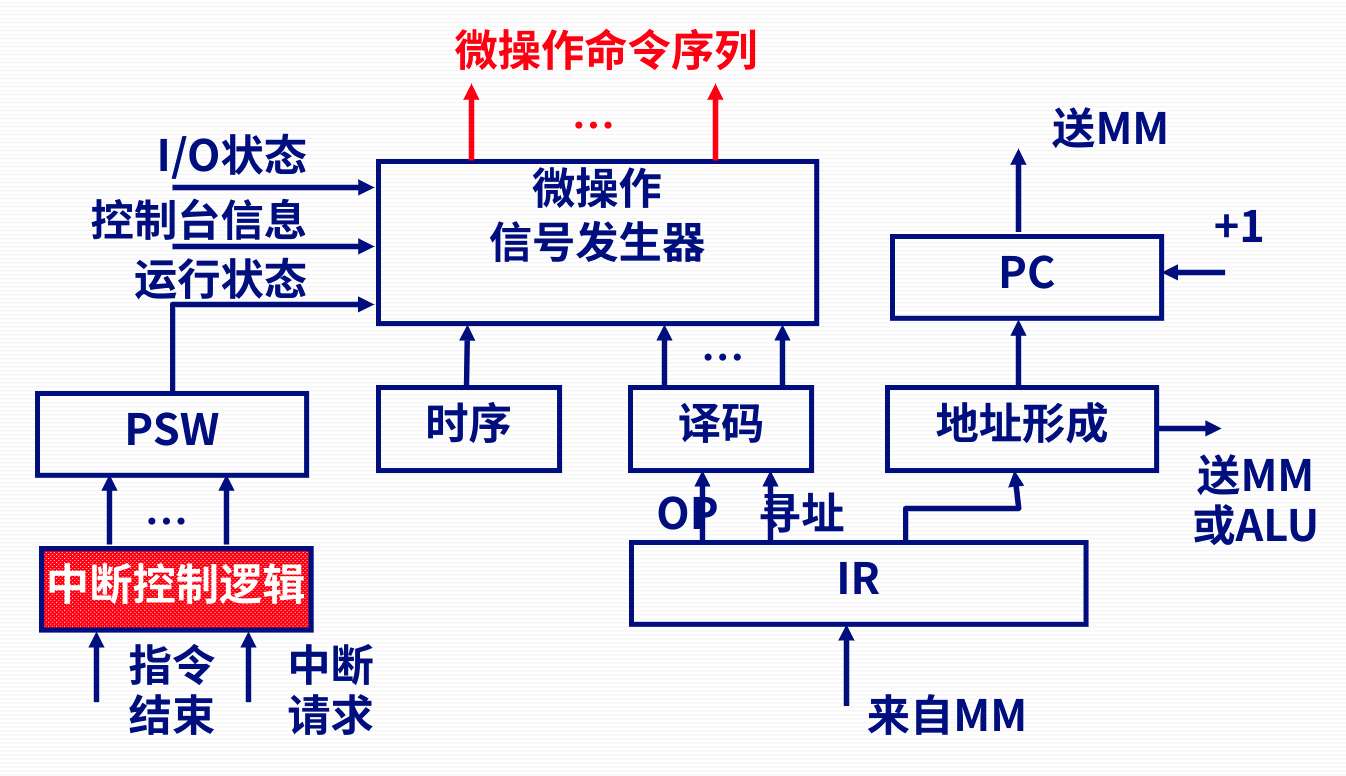 微操作命令序列
…
送MM
I/O状态
微操作
信号发生器
控制台信息
+1
运行状态
PC
…
PSW
时序
译码
地址形成
送MM
或ALU
OP
寻址
…
中断控制逻辑
IR
指令
结束
中断
请求
来自MM